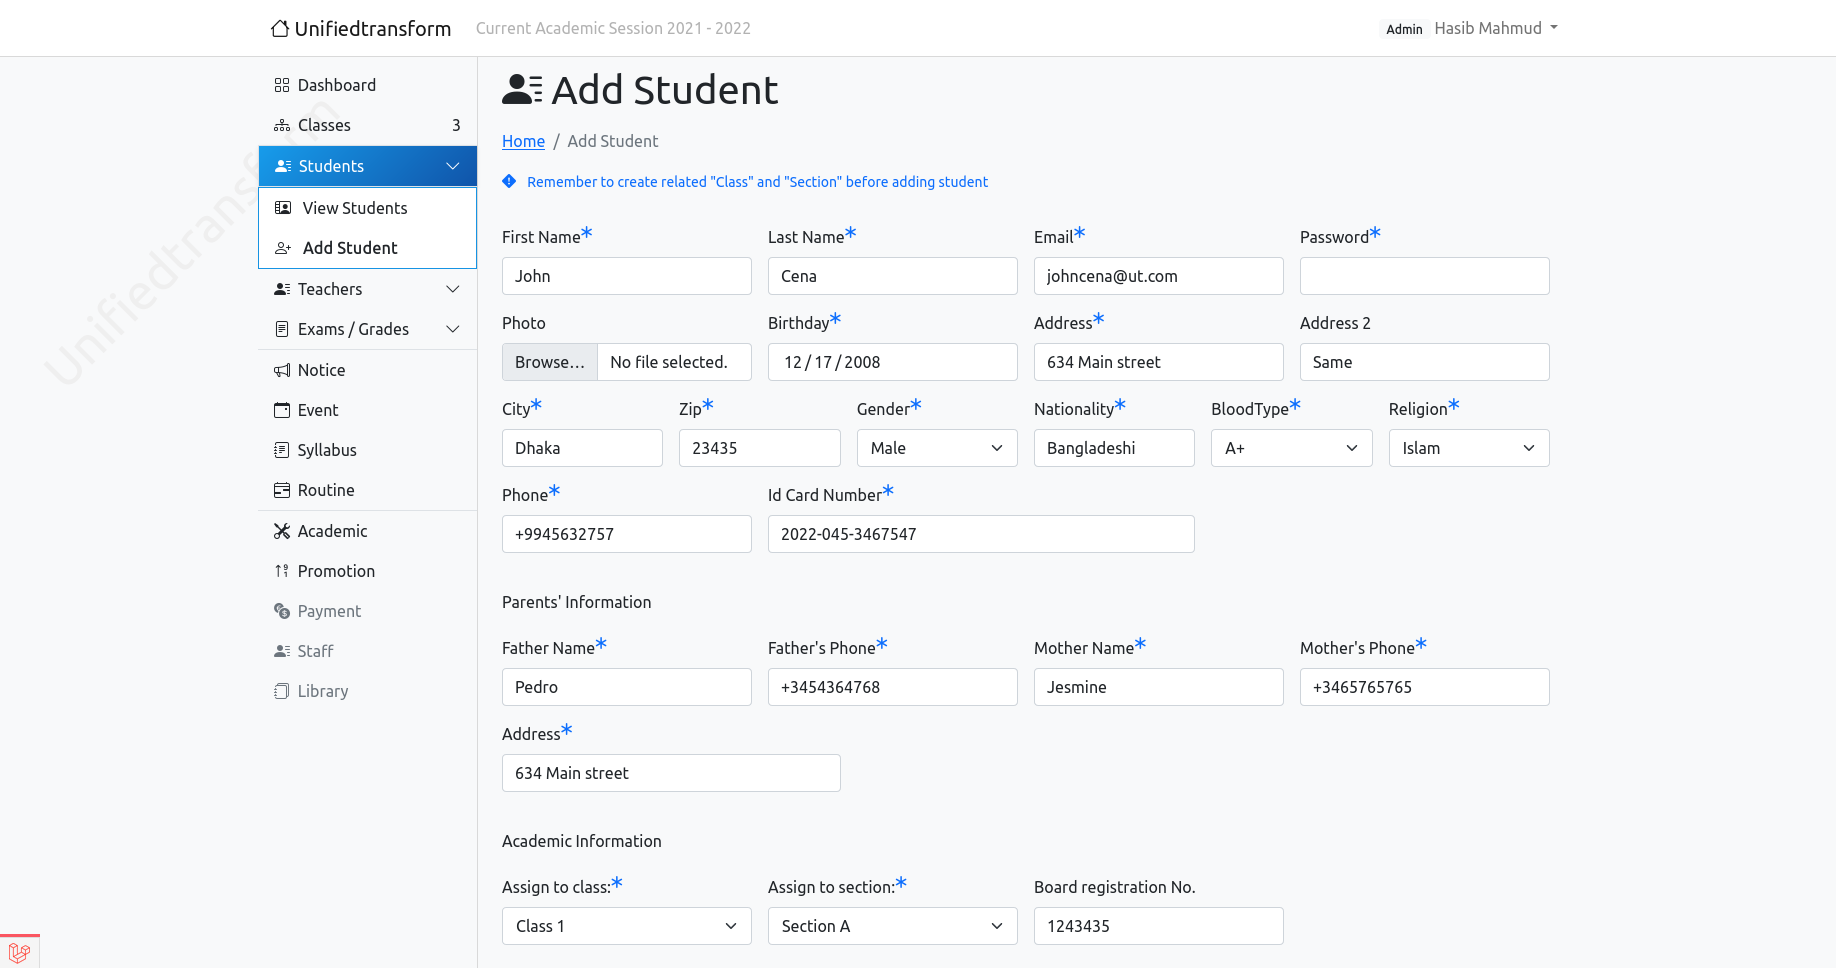 Unifiedtransform Current Academic Session 2021 - 2022 Admin Hasib Mahmud
Dashboard
Classes 3
Students
View Students
Add Student
Teachers
Exams / Grades
Notice
Event
Syllabus
Routine
Academic
Promotion
Payment
Staff
Library
Unifiedtransform
Add Student
Home / Add Student
Remember to create related "Class" and "Section" before adding student
First Name* Last Name* Email* Password*
John Cena johncena@ut.com
Photo Birthday* Address* Address 2
Browse... No file selected. 12 / 17 / 2008 634 Main street Same
City* Zip* Gender* Nationality* BloodType* Religion*
Dhaka 23435 Male Bangladeshi A+ Islam
Phone* Id Card Number*
+9945632757 2022-045-3467547
Parents' Information
Father Name* Father's Phone* Mother Name* Mother's Phone*
Pedro +3454364768 Jesmine +3465765765
Address*
634 Main street
Academic Information
Assign to class:* Assign to section:* Board registration No.
Class 1 Section A 1243435